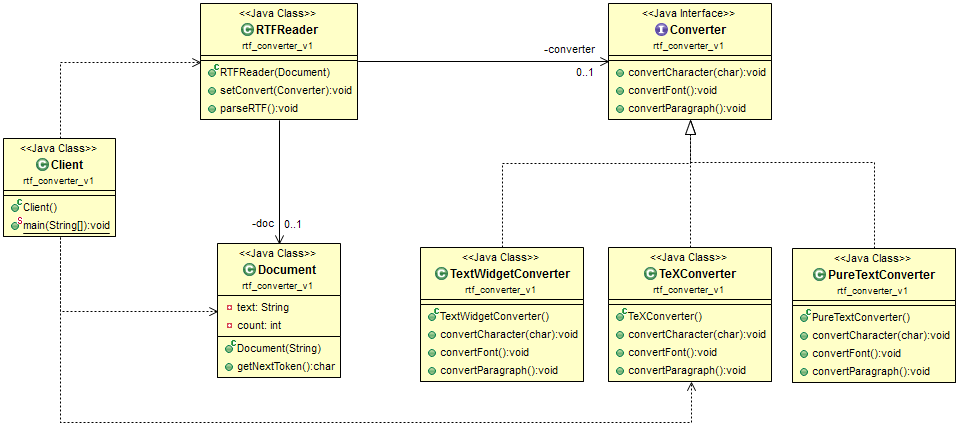 <<Java Class>>
RTFReader
rtf_converter_v1
RTFReader(Document)
setConvert(Converter):void
parseRTF():void
-converter
0..1
<<Java Interface>>
Converter
rtf_converter_v1
convertCharacter(char):void
convertFont():void
convertParagraph():void
<<Java Class>>
Client
rtf_converter_v1
Client()
main(String[]):void
-doc
0..1
<<Java Class>>
Document
rtf_converter_v1
text: String
count: int
Document(String)
getNextToken():char
<<Java Class>>
TextWidgetConverter
rtf_converter_v1
TextWidgetConverter()
convertCharacter(char):void
convertFont():void
convertParagraph():void
<<Java Class>>
TeXConverter
rtf_converter_v1
TeXConverter()
convertCharacter(char):void
convertFont():void
convertParagraph():void
<<Java Class>>
PureTextConverter
rtf_converter_v1
PureTextConverter()
convertCharacter(char):void
convertFont():void
convertParagraph():void